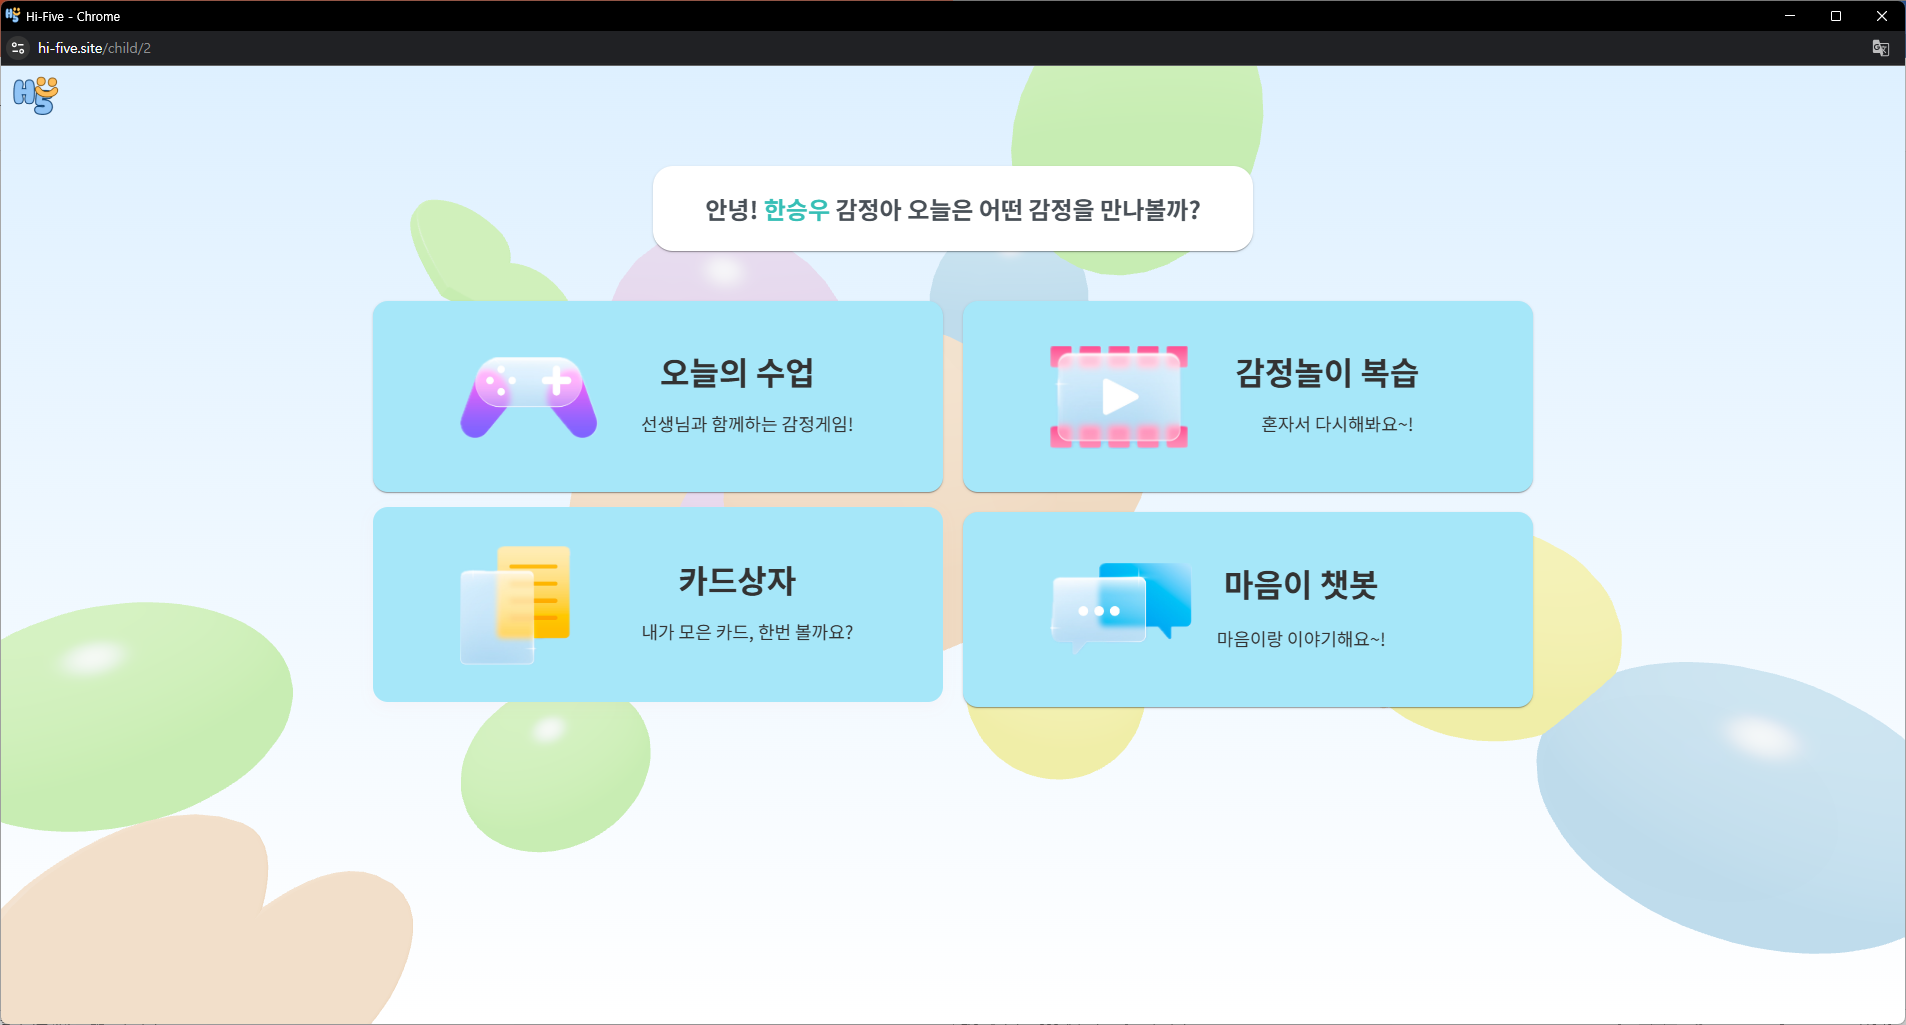 Hi-Five - Chrome
hi-five.site/child/2
H5
안녕! 한승우 감정아 오늘은 어떤 감정을 만나볼까?
오늘의 수업
선생님과 함께하는 감정게임!
감정놀이 복습
혼자서 다시해봐요~!
카드상자
내가 모은 카드, 한번 볼까요?
마음이 챗봇
마음이랑 이야기해요~!